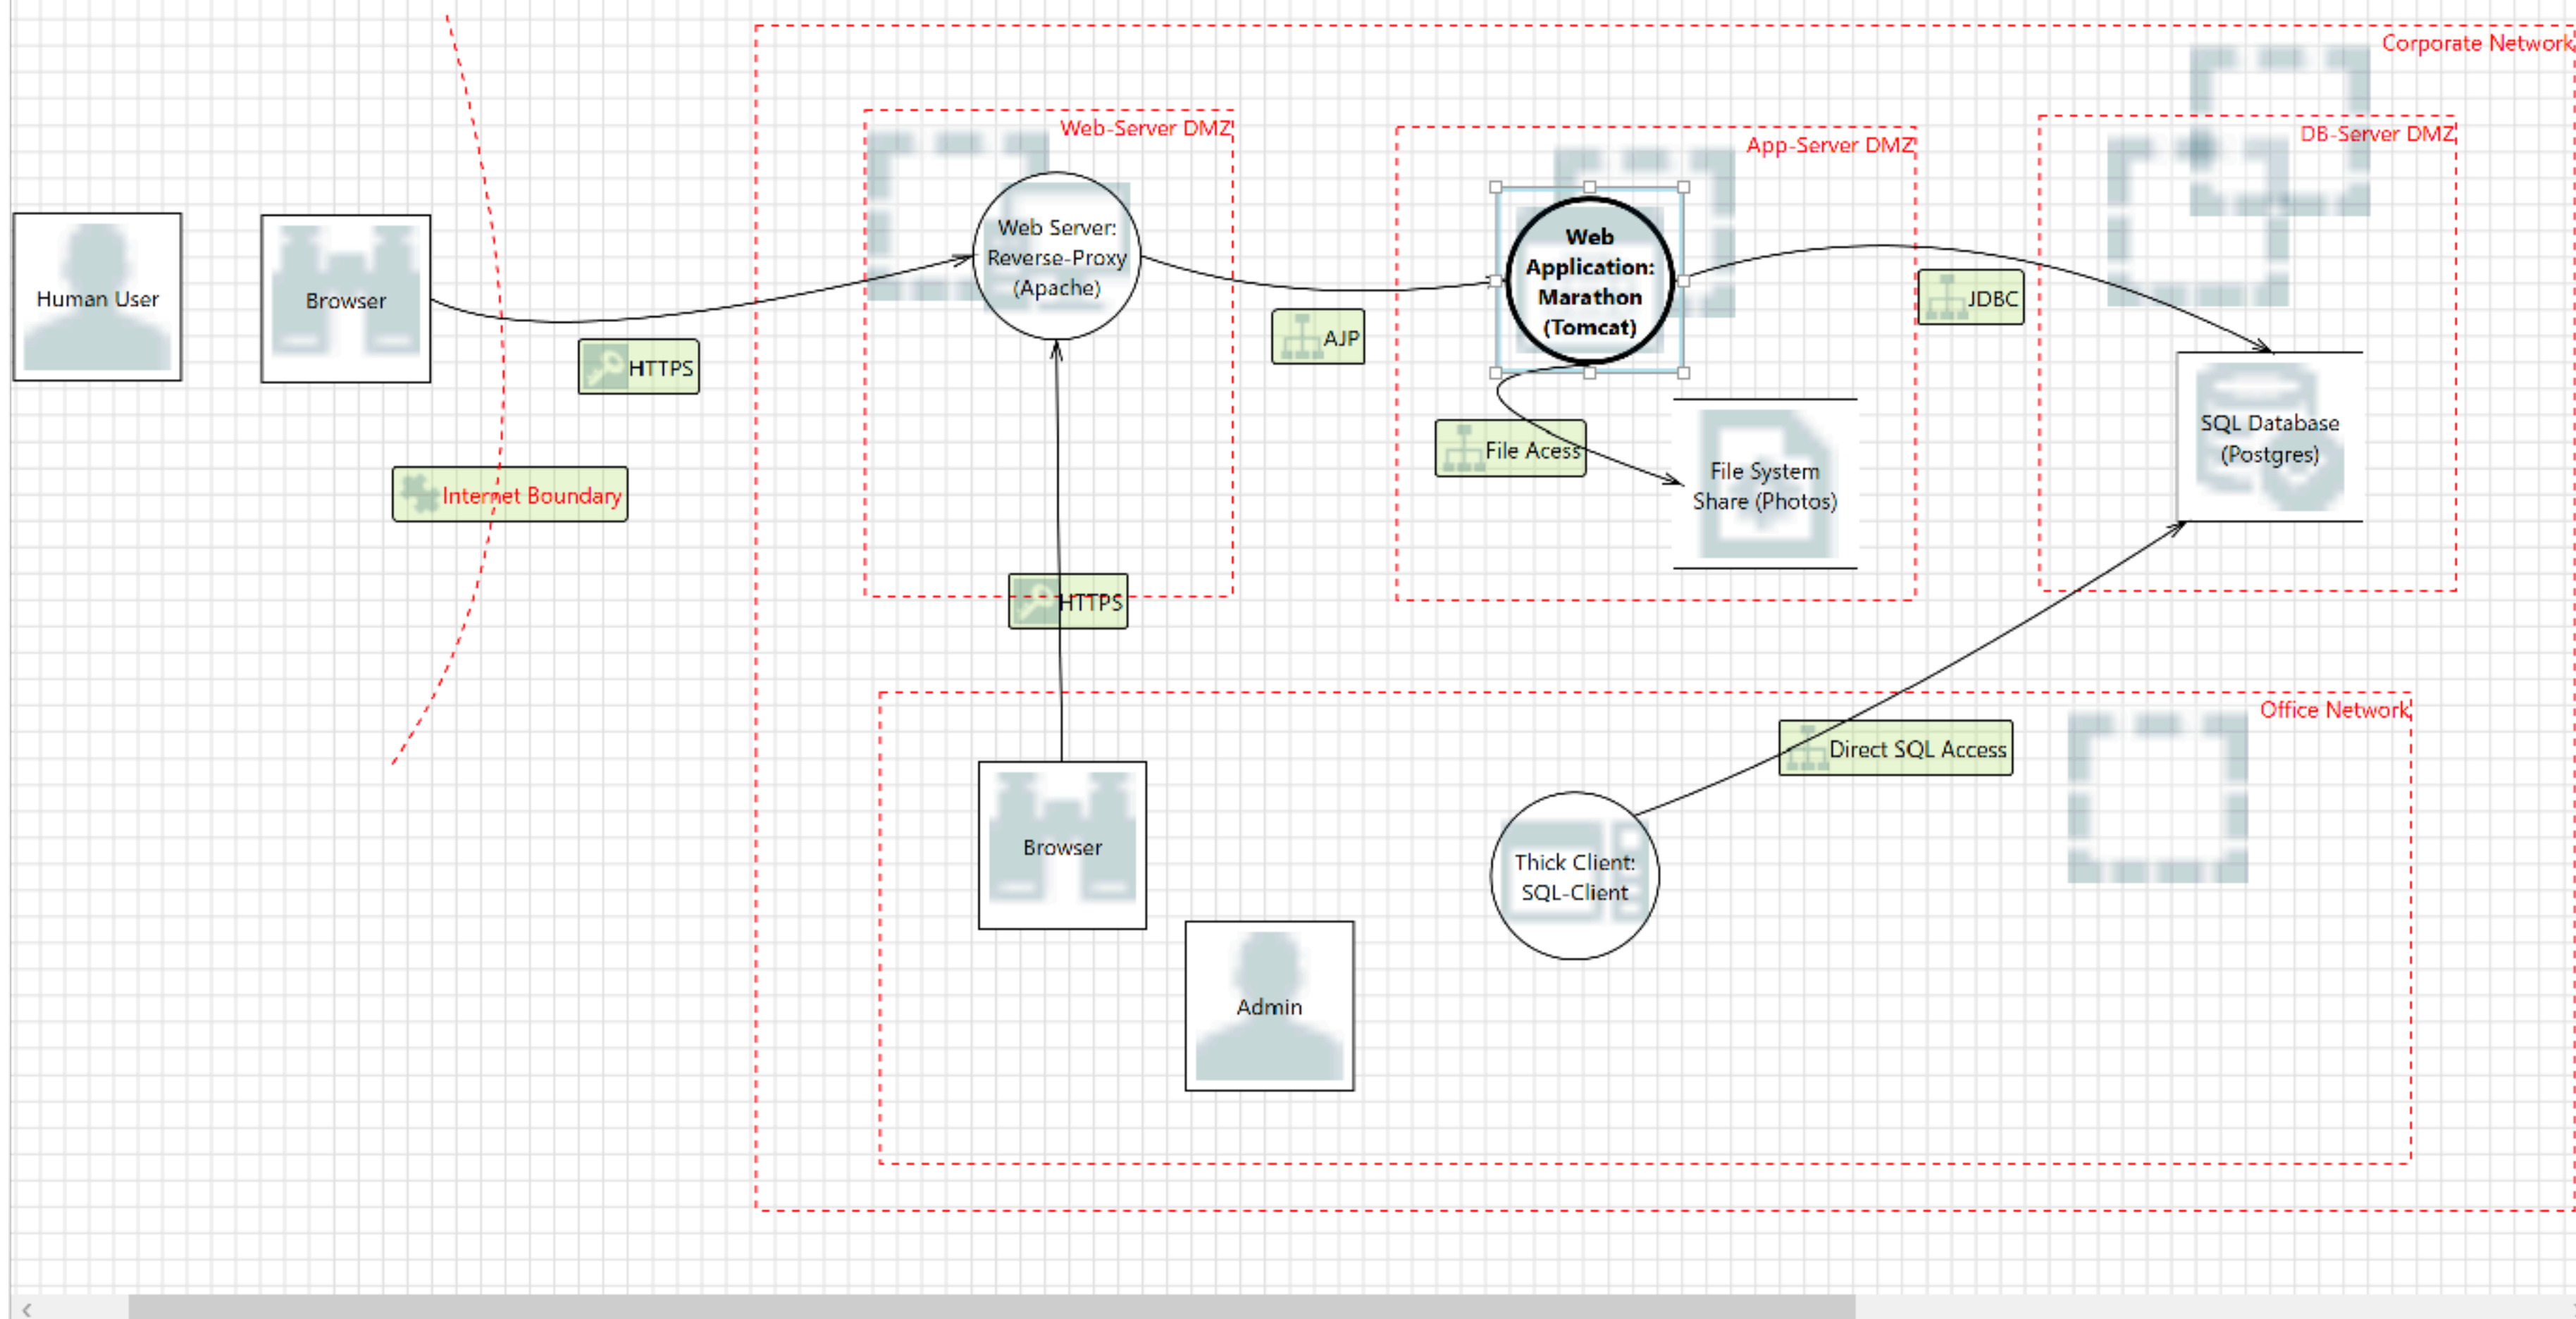 Corporate Network
Web-Server DMZ
App-Server DMZ
DB-Server DMZ
Human User
Browser
HTTPS
Internet Boundary
Web Server:
Reverse-Proxy
(Apache)
AJP
Web
Application:
Marathon
(Tomcat)
JDBC
File Acess
File System
Share (Photos)
SQL Database
(Postgres)
HTTPS
Office Network
Direct SQL Access
Browser
Thick Client:
SQL-Client
Admin